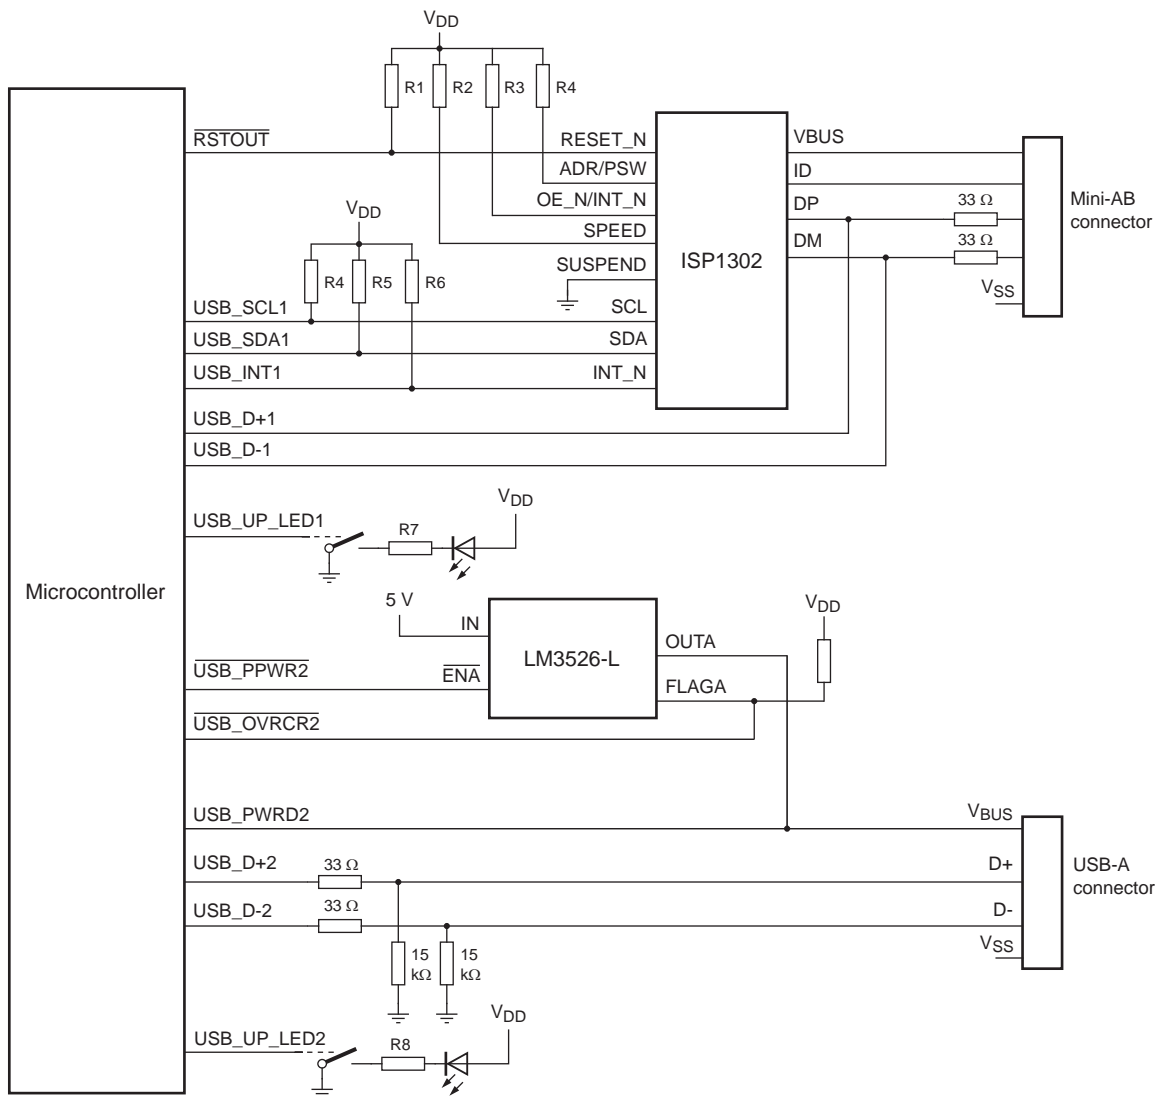 VDD
R1 R2 R3 R4
RSTOUT
RESET_N
VBUS
ADR/PSW
ID
OE_N/INT_N
DP
33 Ω
Mini-AB
connector
VDD
SPEED
DM
33 Ω
ISP1302
SUSPEND
R4 R5 R6
VSS
USB_SCL1
SCL
USB_SDA1
SDA
USB_INT1
INT_N
USB_D+1
USB_D-1
VDD
USB_UP_LED1
R7
Microcontroller
5 V
VDD
IN
OUTA
LM3526-L
USB_PPWR2
ENA
FLAGA
USB_OVRCR2
USB_PWRD2
VBUS
USB_D+2
33 Ω
D+
USB-A
connector
USB_D-2
33 Ω
D-
VSS
15
kΩ
15
kΩ
VDD
USB_UP_LED2
R8